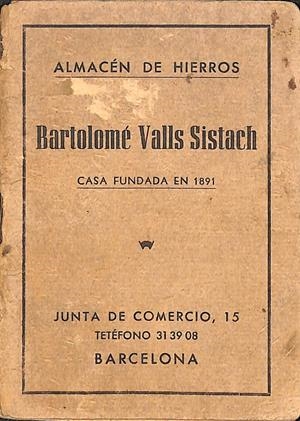 ALMACÉN DE HIERROS
Bartolomé Valls Sistach
CASA FUNDADA EN 1891
JUNTA DE COMERCIO, 15
TETÉFONO 31 39 08
BARCELONA